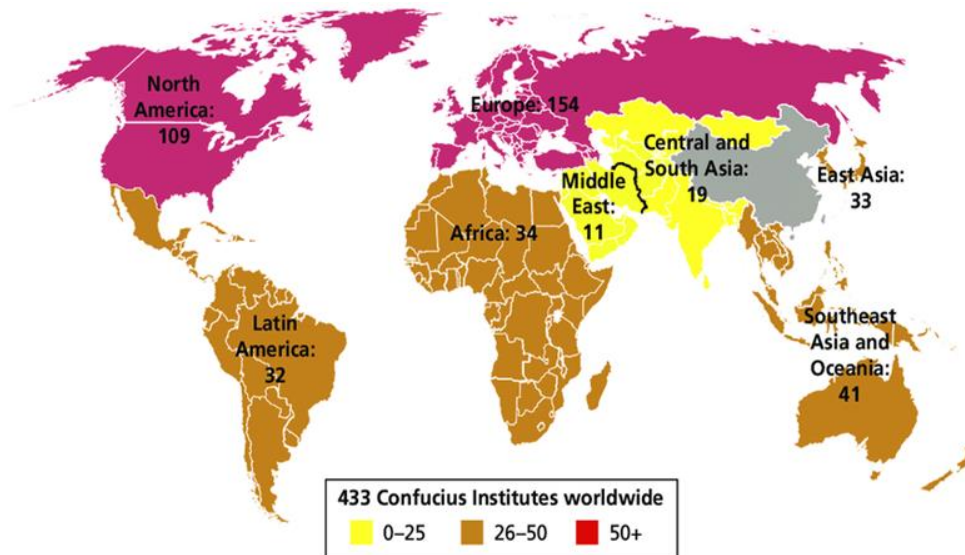 North
America:
109
Europe: 154
Central and
South Asia:
19
Middle
East:
11
East Asia:
33
Africa: 34
Latin
America:
32
Southeast
Asia and
Oceania:
41
433 Confucius Institutes worldwide
0–25 26–50 50+